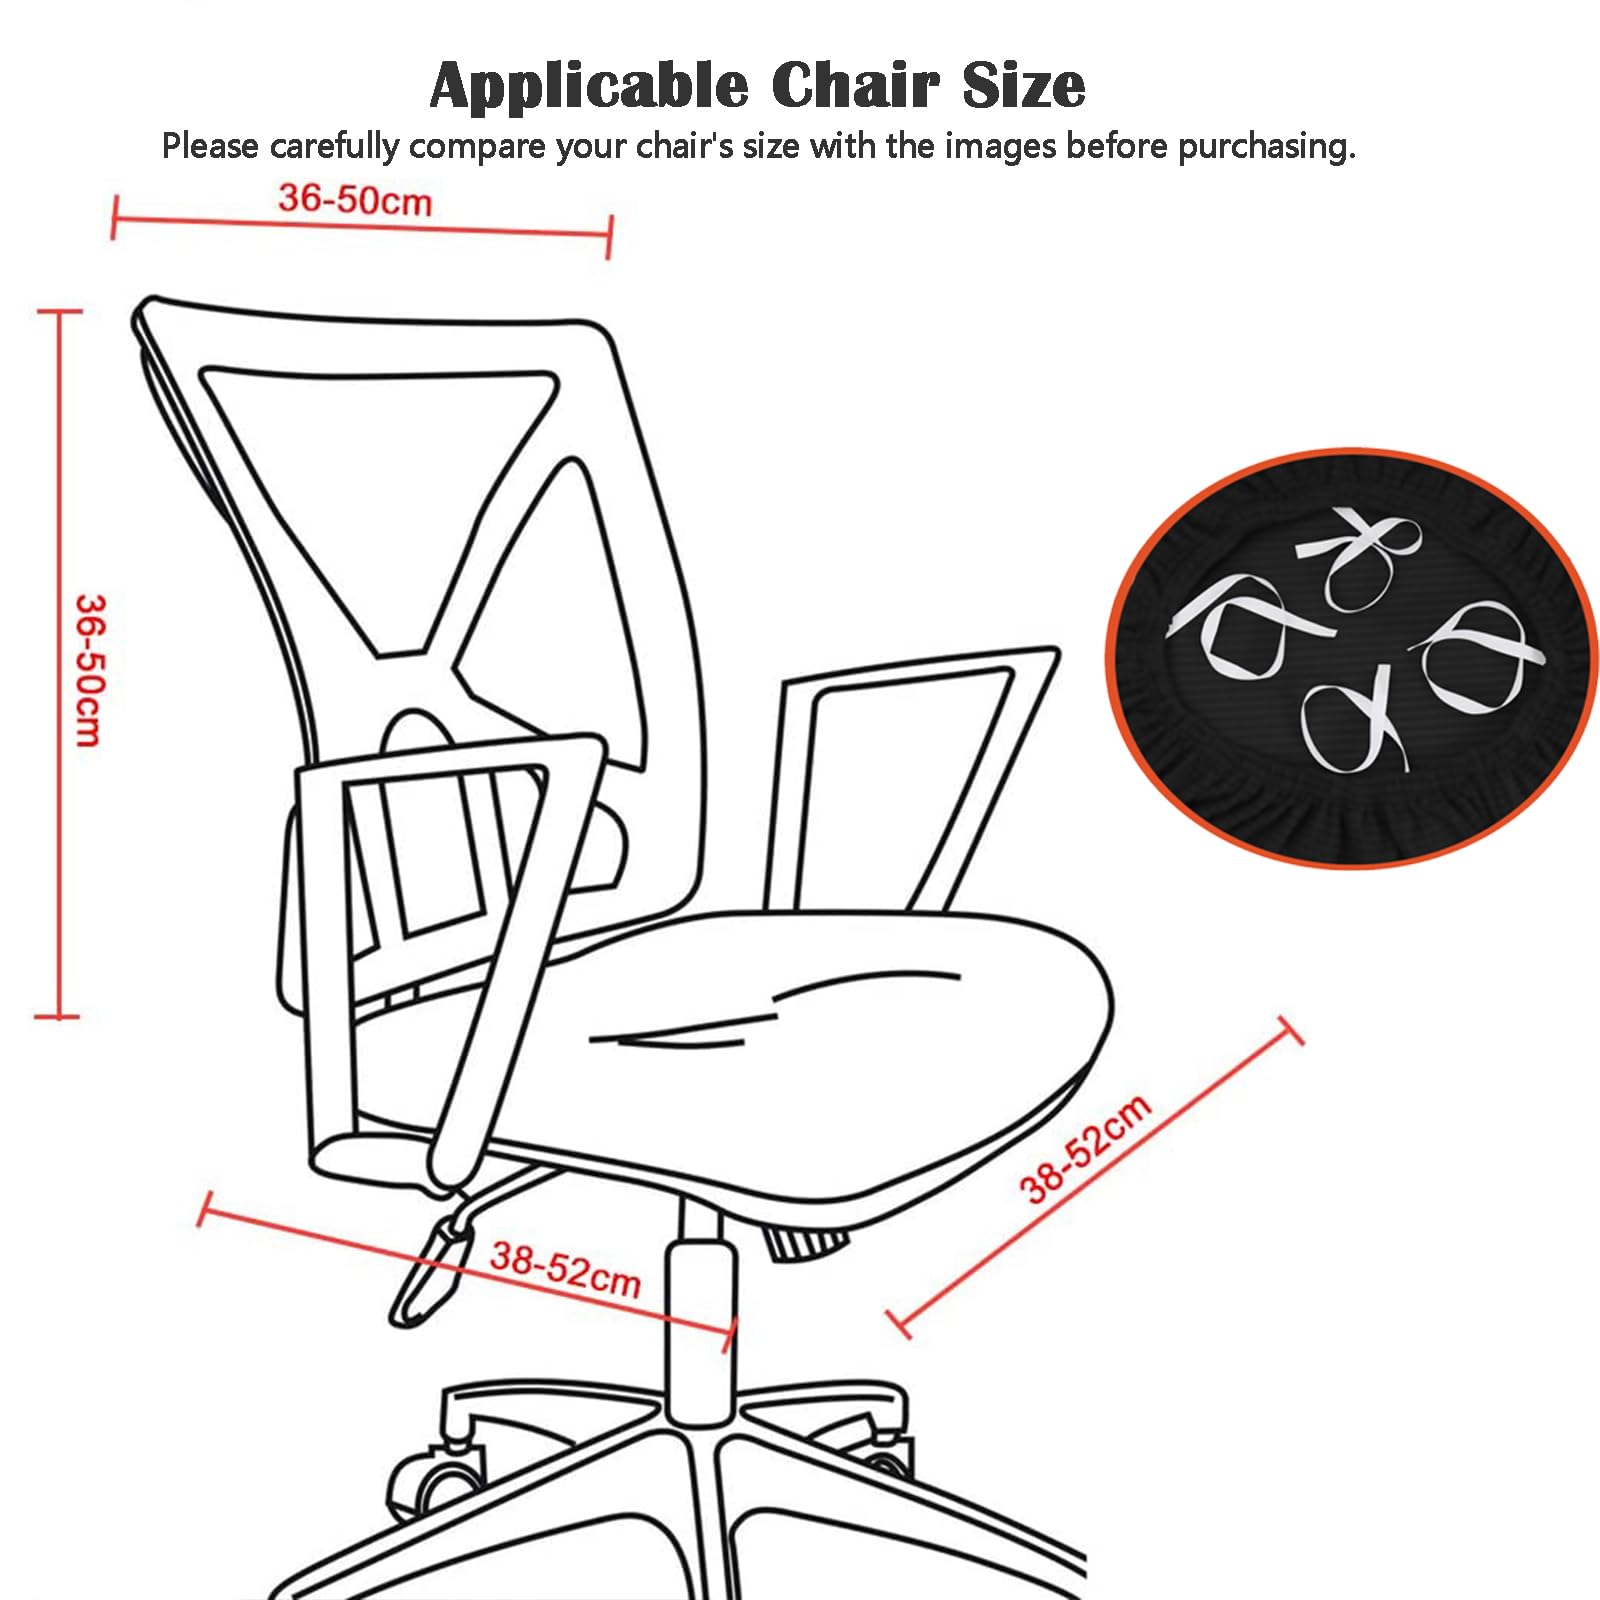 Applicable Chair Size
Please carefully compare your chair's size with the images before purchasing.
36-50cm
36-50cm
38-52cm
38-52cm